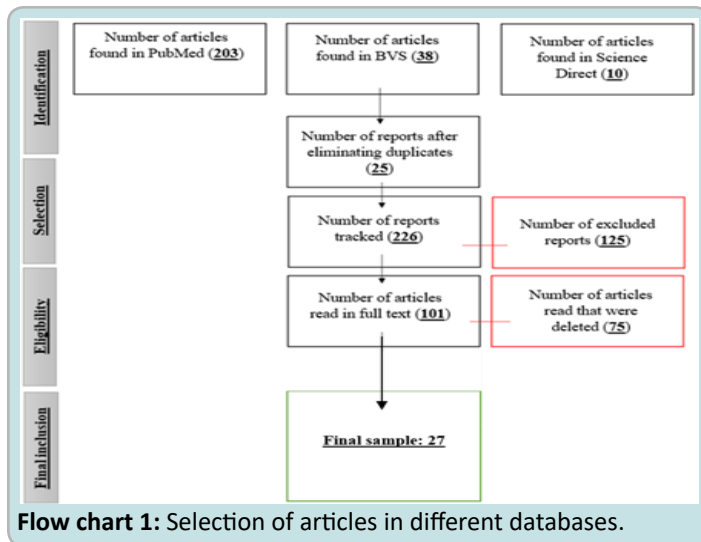 Identification
Number of articles
found in PubMed (203)
Number of articles
found in BVS (38)
Number of articles
found in Science
Direct (10)
Number of reports after
eliminating duplicates
(25)
Selection
Number of reports
tracked (226)
Number of excluded
reports (125)
Eligibility
Number of articles
read in full text (101)
Number of articles
read that were
deleted (75)
Final inclusion
Final sample: 27
Flow chart 1: Selection of articles in different databases.